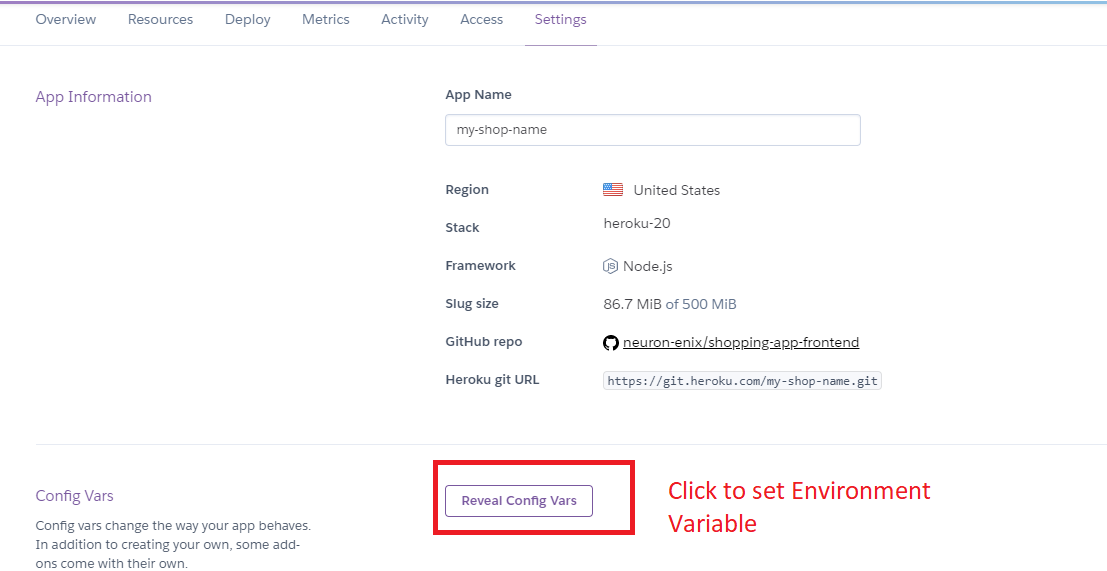 Overview Resources Deploy Metrics Activity Access Settings
App Information
App Name
my-shop-name
Region United States
Stack heroku-20
Framework Node.js
Slug size 86.7 MiB of 500 MiB
GitHub repo neuron-enix/shopping-app-frontend
Heroku git URL https://git.heroku.com/my-shop-name.git
Config Vars
Config vars change the way your app behaves.
In addition to creating your own, some add-
ons come with their own.
Reveal Config Vars
Click to set Environment
Variable